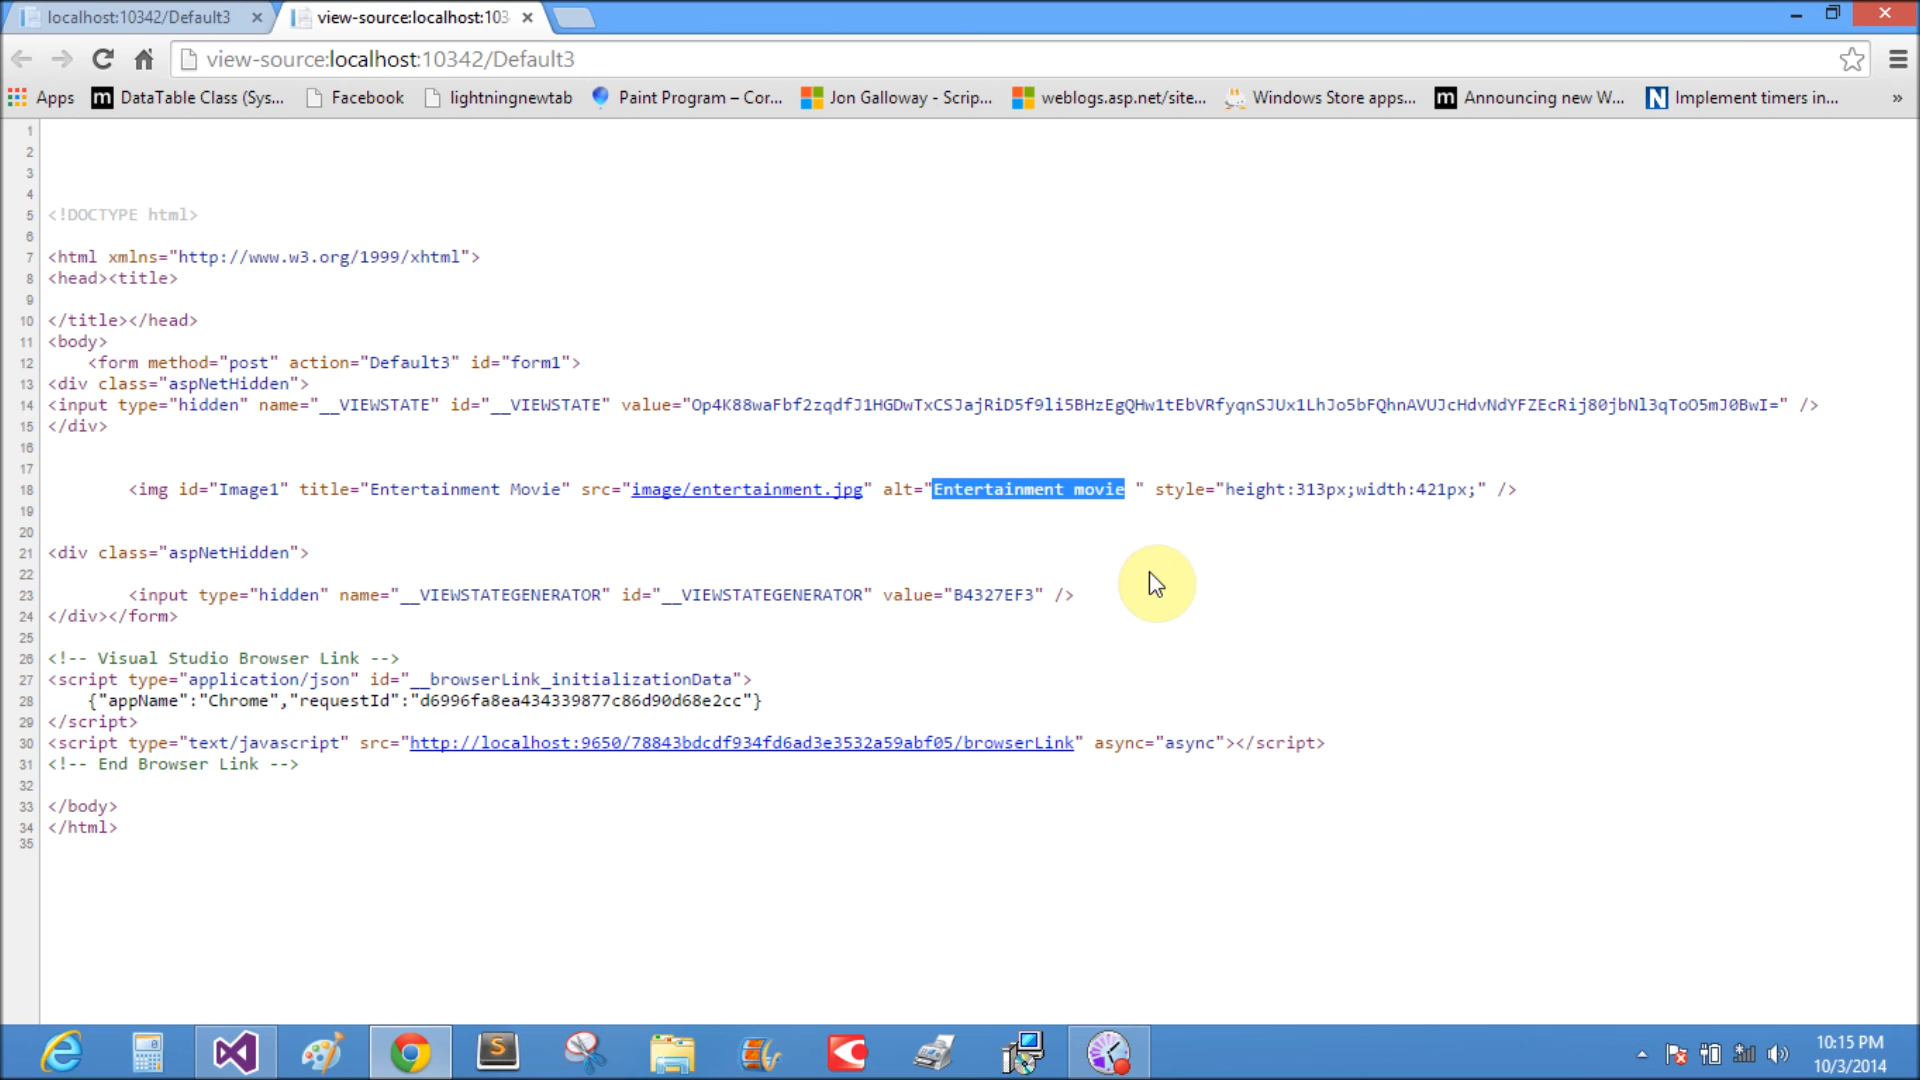 localhost:10342/Default3
view-source:localhost:103
view-source:localhost:10342/Default3
Apps
DataTable Class (Sys...
Facebook
lightningnewtab
Paint Program – Cor...
Jon Galloway - Scrip...
weblogs.asp.net/site...
Windows Store apps...
Announcing new W...
Implement timers in...
»
1
2
3
4
5 <!DOCTYPE html>
6
7 <html xmlns="http://www.w3.org/1999/xhtml">
8 <head><title>
9
10 </title></head>
11 <body>
12 <form method="post" action="Default3" id="form1">
13 <div class="aspNetHidden">
14 <input type="hidden" name="__VIEWSTATE" id="__VIEWSTATE" value="Op4K88waFbf2zqdfJ1HGDwTxCSJajRiD5f9li5BHzEgQHw1tEbVRfyqnSJUx1LhJo5bFQhnAVUJcHdvNdYFZEcRij80jbNl3qToO5mJ0BwI=" />
15 </div>
16
17
18 <img id="Image1" title="Entertainment Movie" src="image/entertainment.jpg" alt="Entertainment movie " style="height:313px;width:421px;" />
19
20
21 <div class="aspNetHidden">
22
23 <input type="hidden" name="__VIEWSTATEGENERATOR" id="__VIEWSTATEGENERATOR" value="B4327EF3" />
24 </div></form>
25
26 <!-- Visual Studio Browser Link -->
27 <script type="application/json" id="__browserLink_initializationData">
28 {"appName":"Chrome","requestId":"d6996fa8ea434339877c86d90d68e2cc"}
29 </script>
30 <script type="text/javascript" src="http://localhost:9650/78843bdcdf934fd6ad3e3532a59abf05/browserLink" async="async"></script>
31 <!-- End Browser Link -->
32
33 </body>
34 </html>
35
10:15 PM
10/3/2014